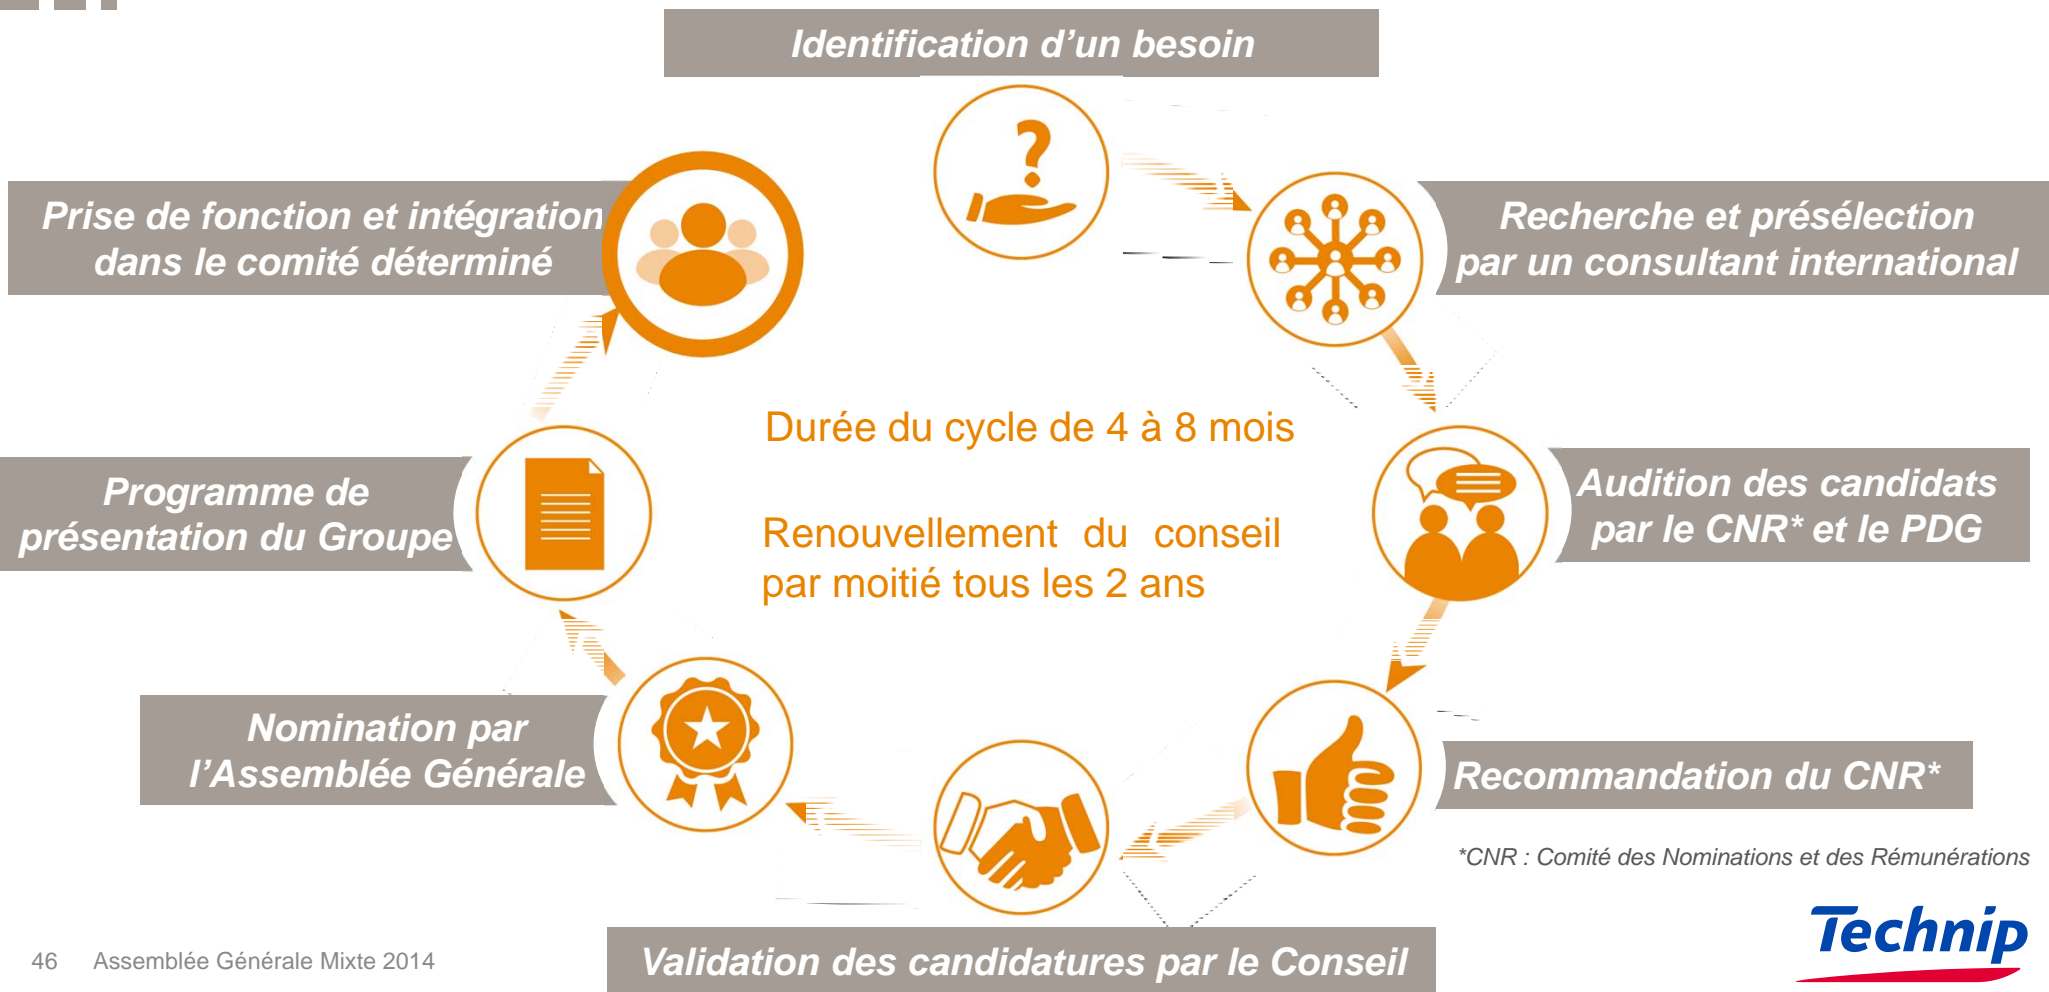 Identification d’un besoin
Recherche et présélection
par un consultant international
Audition des candidats
par le CNR* et le PDG
Recommandation du CNR*
Validation des candidatures par le Conseil
Nomination par
l’Assemblée Générale
Programme de
présentation du Groupe
Prise de fonction et intégration
dans le comité déterminé
Durée du cycle de 4 à 8 mois
Renouvellement du conseil
par moitié tous les 2 ans
?
*CNR : Comité des Nominations et des Rémunérations
46 Assemblée Générale Mixte 2014
Technip